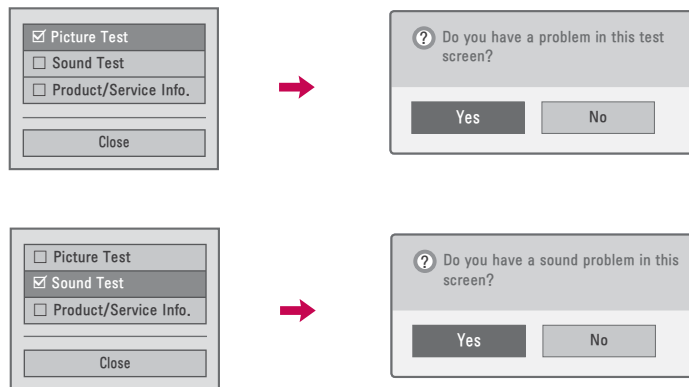 ☑ Picture Test
☐ Sound Test
☐ Product/Service Info.
Close
? Do you have a problem in this test
screen?
Yes No
☐ Picture Test
☑ Sound Test
☐ Product/Service Info.
Close
? Do you have a sound problem in this
screen?
Yes No